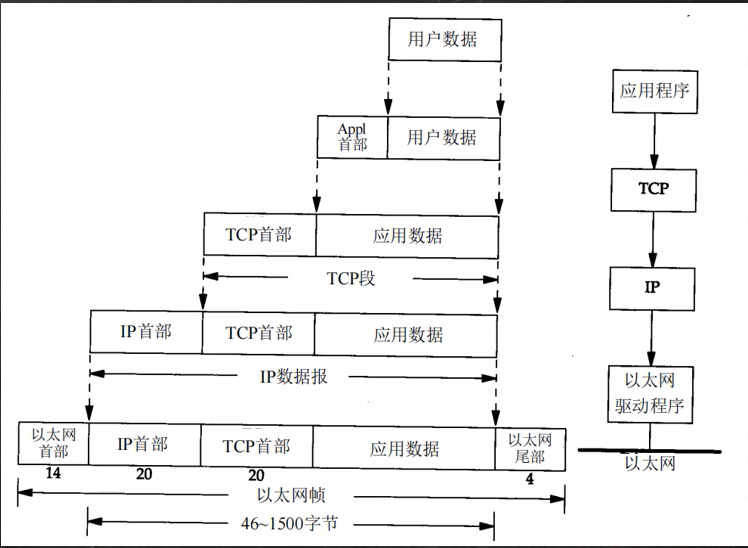 用户数据
应用程序
Appl
首部
用户数据
TCP
TCP首部
应用数据
TCP段
IP
IP首部
TCP首部
应用数据
IP数据报
以太网
驱动程序
以太网
首部
IP首部
TCP首部
应用数据
以太网
尾部
以太网
14
20
20
4
以太网帧
46~1500字节